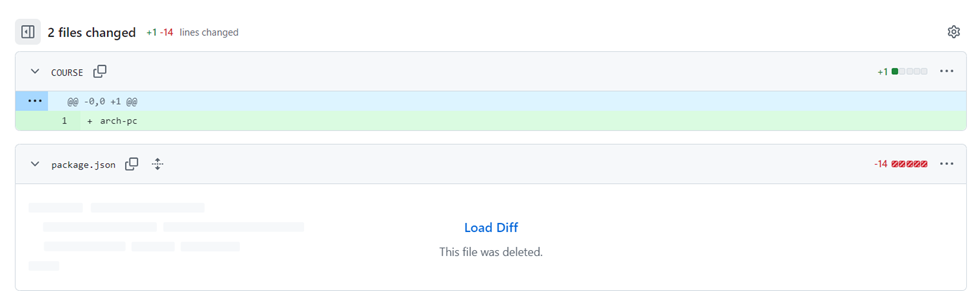 2 files changed +1 -14 lines changed
COURSE +1
@@ -0,0 +1 @@
1 + arch-pc
package.json -14
Load Diff
This file was deleted.